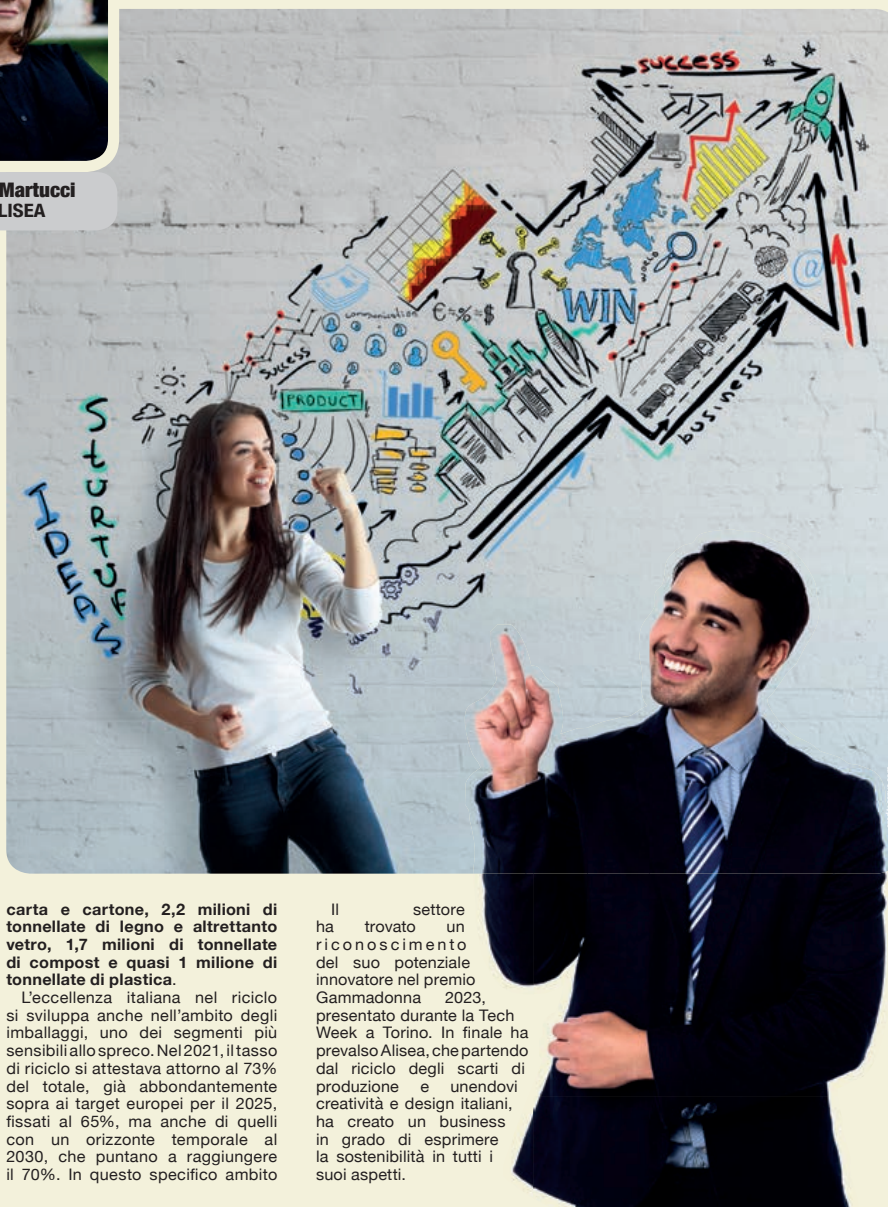 Martucci
LISEA
success
success
communication
€≈%≈$
WORLD
WIN
@
PRODUCT
business
STURTUP
IDEAS
carta e cartone, 2,2 milioni di
tonnellate di legno e altrettanto
vetro, 1,7 milioni di tonnellate
di compost e quasi 1 milione di
tonnellate di plastica.
L’eccellenza italiana nel riciclo
si sviluppa anche nell’ambito degli
imballaggi, uno dei segmenti più
sensibili allo spreco. Nel 2021, il tasso
di riciclo si attestava attorno al 73%
del totale, già abbondantemente
sopra ai target europei per il 2025,
fissati al 65%, ma anche di quelli
con un orizzonte temporale al
2030, che puntano a raggiungere
il 70%. In questo specifico ambito
Il settore
ha trovato un
riconoscimento
del suo potenziale
innovatore nel premio
Gammadonna 2023,
presentato durante la Tech
Week a Torino. In finale ha
prevalso Alisea, che partendo
dal riciclo degli scarti di
produzione e unendovi
creatività e design italiani,
ha creato un business
in grado di esprimere
la sostenibilità in tutti i
suoi aspetti.